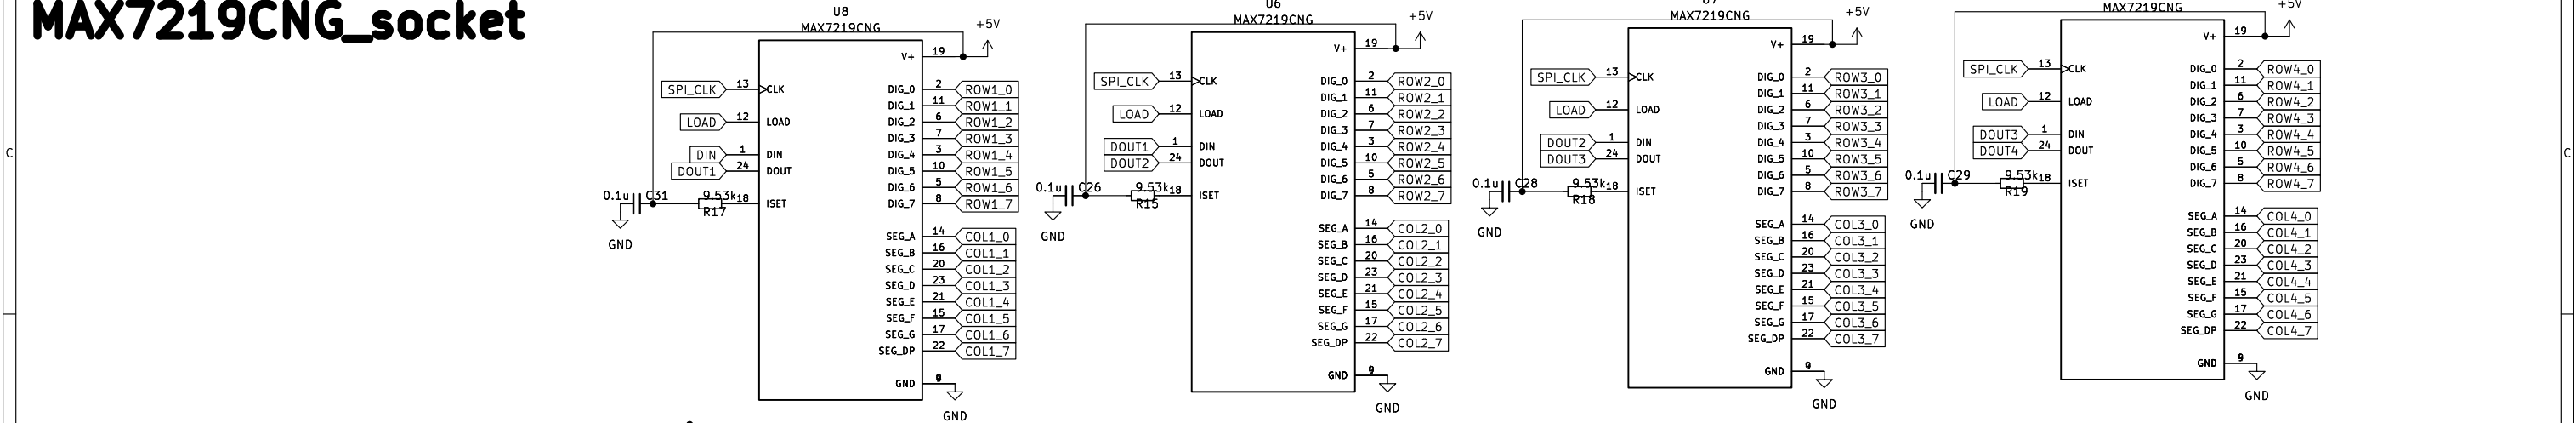 MAX7219CNG_socket
C
U8
MAX7219CNG
+5V
V+ 19
SPI_CLK 13 CLK
DIG_0 2 ROW1_0
DIG_1 11 ROW1_1
LOAD 12 LOAD
DIG_2 6 ROW1_2
DIG_3 7 ROW1_3
DIN 1 DIN
DIG_4 3 ROW1_4
DOUT1 24 DOUT
DIG_5 10 ROW1_5
DIG_6 5 ROW1_6
0.1u C31 9.53k R17 18 ISET
DIG_7 8 ROW1_7
GND
SEG_A 14 COL1_0
SEG_B 16 COL1_1
SEG_C 20 COL1_2
SEG_D 23 COL1_3
SEG_E 21 COL1_4
SEG_F 15 COL1_5
SEG_G 17 COL1_6
SEG_DP 22 COL1_7
GND 9
GND
U6
MAX7219CNG
+5V
V+ 19
SPI_CLK 13 CLK
DIG_0 2 ROW2_0
DIG_1 11 ROW2_1
LOAD 12 LOAD
DIG_2 6 ROW2_2
DIG_3 7 ROW2_3
DOUT1 1 DIN
DIG_4 3 ROW2_4
DOUT2 24 DOUT
DIG_5 10 ROW2_5
DIG_6 5 ROW2_6
0.1u C26 9.53k R15 18 ISET
DIG_7 8 ROW2_7
GND
SEG_A 14 COL2_0
SEG_B 16 COL2_1
SEG_C 20 COL2_2
SEG_D 23 COL2_3
SEG_E 21 COL2_4
SEG_F 15 COL2_5
SEG_G 17 COL2_6
SEG_DP 22 COL2_7
GND 9
GND
MAX7219CNG
+5V
V+ 19
SPI_CLK 13 CLK
DIG_0 2 ROW3_0
DIG_1 11 ROW3_1
LOAD 12 LOAD
DIG_2 6 ROW3_2
DIG_3 7 ROW3_3
DOUT2 1 DIN
DIG_4 3 ROW3_4
DOUT3 24 DOUT
DIG_5 10 ROW3_5
DIG_6 5 ROW3_6
0.1u C28 9.53k R18 18 ISET
DIG_7 8 ROW3_7
GND
SEG_A 14 COL3_0
SEG_B 16 COL3_1
SEG_C 20 COL3_2
SEG_D 23 COL3_3
SEG_E 21 COL3_4
SEG_F 15 COL3_5
SEG_G 17 COL3_6
SEG_DP 22 COL3_7
GND 9
GND
MAX7219CNG
+5V
V+ 19
SPI_CLK 13 CLK
DIG_0 2 ROW4_0
DIG_1 11 ROW4_1
LOAD 12 LOAD
DIG_2 6 ROW4_2
DIG_3 7 ROW4_3
DOUT3 1 DIN
DIG_4 3 ROW4_4
DOUT4 24 DOUT
DIG_5 10 ROW4_5
DIG_6 5 ROW4_6
0.1u C29 9.53k R19 18 ISET
DIG_7 8 ROW4_7
GND
SEG_A 14 COL4_0
SEG_B 16 COL4_1
SEG_C 20 COL4_2
SEG_D 23 COL4_3
SEG_E 21 COL4_4
SEG_F 15 COL4_5
SEG_G 17 COL4_6
SEG_DP 22 COL4_7
GND 9
GND
C